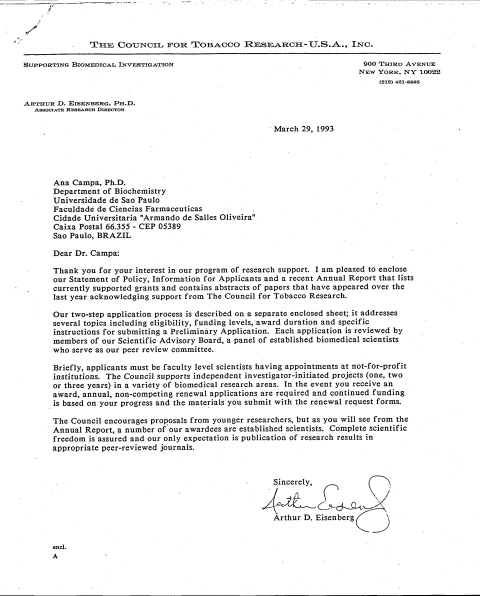 THE COUNCIL FOR TOBACCO RESEARCH-U.S.A., INC.
SUPPORTING BIOMEDICAL INVESTIGATION
900 THIRD AVENUE
NEW YORK, NY 10022
(212) 421-8885
ARTHUR D. EISENBERG, PH.D.
ASSOCIATE RESEARCH DIRECTOR
March 29, 1993
Ana Campa, Ph.D.
Department of Biochemistry
Universidade de Sao Paulo
Faculdade de Ciencias Farmaceuticas
Cidade Universitaria "Armando de Salles Oliveira"
Caixa Postal 66.355 - CEP 05389
Sao Paulo, BRAZIL
Dear Dr. Campa:
Thank you for your interest in our program of research support. I am pleased to enclose
our Statement of Policy, Information for Applicants and a recent Annual Report that lists
currently supported grants and contains abstracts of papers that have appeared over the
last year acknowledging support from The Council for Tobacco Research.
Our two-step application process is described on a separate enclosed sheet; it addresses
several topics including eligibility, funding levels, award duration and specific
instructions for submitting a Preliminary Application. Each application is reviewed by
members of our Scientific Advisory Board, a panel of established biomedical scientists
who serve as our peer review committee.
Briefly, applicants must be faculty level scientists having appointments at not-for-profit
institutions. The Council supports independent investigator-initiated projects (one, two
or three years) in a variety of biomedical research areas. In the event you receive an
award, annual, non-competing renewal applications are required and continued funding
is based on your progress and the materials you submit with the renewal request forms.
The Council encourages proposals from younger researchers, but as you will see from the
Annual Report, a number of our awardees are established scientists. Complete scientific
freedom is assured and our only expectation is publication of research results in
appropriate peer-reviewed journals.
Sincerely,
Arthur D. Eisenberg
encl.
A